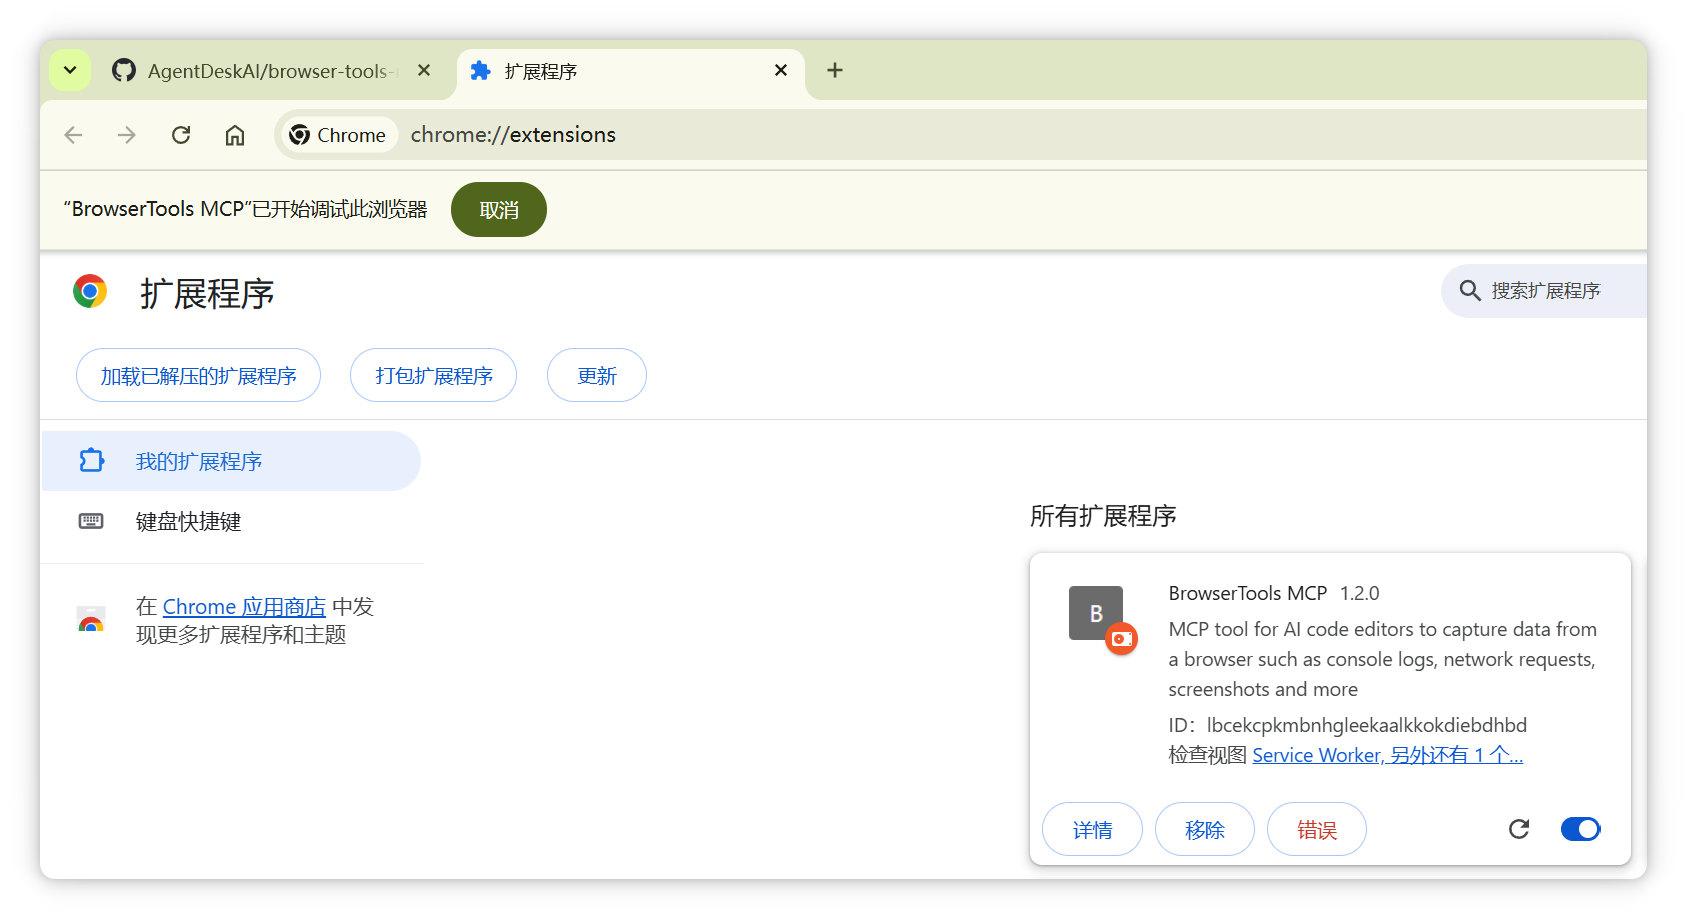 AgentDeskAI/browser-tools-
扩展程序
Chrome
chrome://extensions
“BrowserTools MCP”已开始调试此浏览器
取消
扩展程序
搜索扩展程序
加载已解压的扩展程序
打包扩展程序
更新
我的扩展程序
键盘快捷键
在 Chrome 应用商店 中发
现更多扩展程序和主题
所有扩展程序
B
BrowserTools MCP 1.2.0
MCP tool for AI code editors to capture data from
a browser such as console logs, network requests,
screenshots and more
ID：lbcekcpkmbnhgleekaalkkokdiebdhbd
检查视图 Service Worker, 另外还有 1 个...
详情
移除
错误